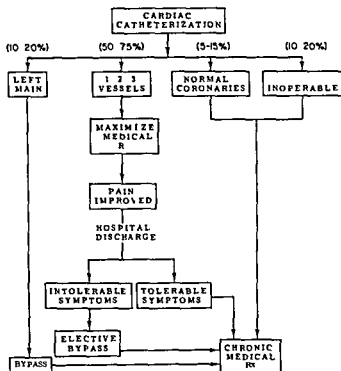 CARDIAC
CATHETERIZATION
(10 20%) (50 75%) (5-15%) (10 20%)
LEFT
MAIN
1 2 3
VESSELS
NORMAL
CORONARIES
INOPERABLE
MAXIMIZE
MEDICAL
R
PAIN
IMPROVED
HOSPITAL
DISCHARGE
INTOLERABLE
SYMPTOMS
TOLERABLE
SYMPTOMS
ELECTIVE
BYPASS
BYPASS
CHRONIC
MEDICAL
Rx